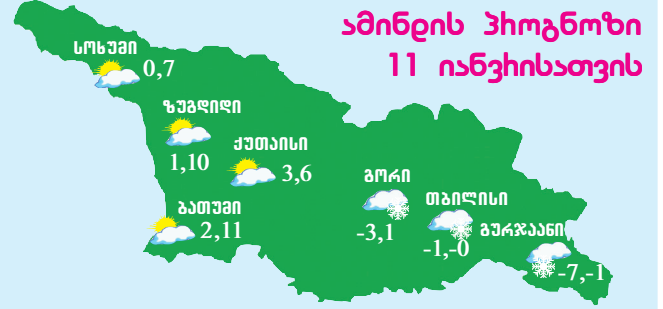 ამინდის პროგნოზი
11 იანვრისათვის
სოხუმი
0,7
ზუგდიდი
1,10
ქუთაისი
3,6
ბათუმი
2,11
გორი
-3,1
თბილისი
-1,-0
გურჯაანი
-7,-1